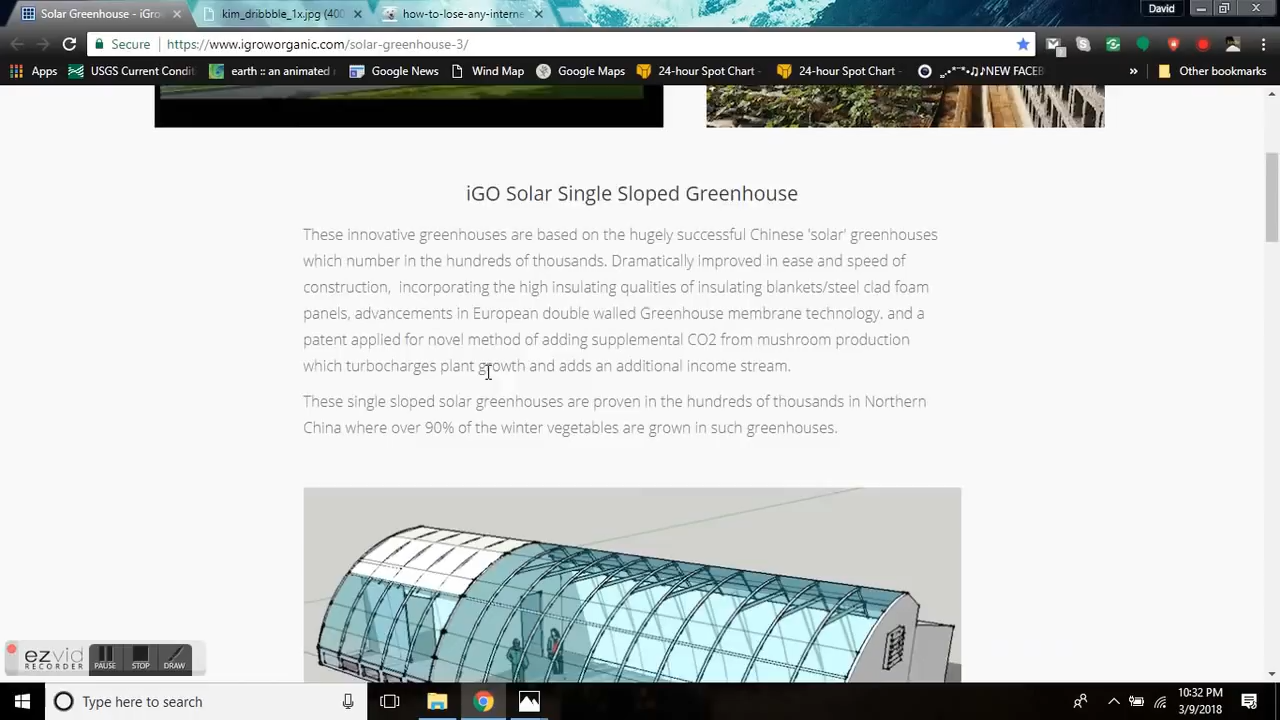 Solar Greenhouse - iGro
kim_dribbble_1x.jpg (400
how-to-lose-any-interne
David
Secure
https://www.igroworganic.com/solar-greenhouse-3/
Apps
USGS Current Condi
earth :: an animated
Google News
Wind Map
Google Maps
24-hour Spot Chart -
24-hour Spot Chart -
NEW FACEB
»
Other bookmarks
iGO Solar Single Sloped Greenhouse
These innovative greenhouses are based on the hugely successful Chinese 'solar' greenhouses
which number in the hundreds of thousands. Dramatically improved in ease and speed of
construction, incorporating the high insulating qualities of insulating blankets/steel clad foam
panels, advancements in European double walled Greenhouse membrane technology. and a
patent applied for novel method of adding supplemental CO2 from mushroom production
which turbocharges plant growth and adds an additional income stream.
These single sloped solar greenhouses are proven in the hundreds of thousands in Northern
China where over 90% of the winter vegetables are grown in such greenhouses.
ezvid
RECORDER
PAUSE
STOP
DRAW
Type here to search
10:32 PM
3/9/2018